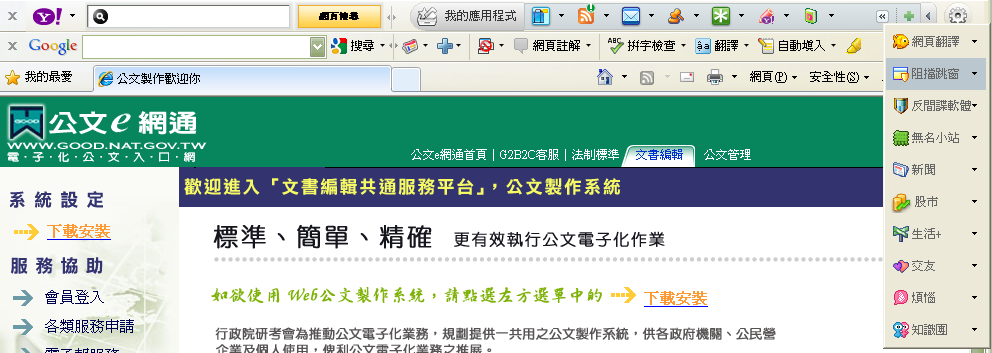 Y! 網頁搜尋 我的應用程式
Google 搜尋 網頁註解 拼字檢查 翻譯 自動填入
我的最愛 公文製作歡迎你 網頁(P) 安全性(S)
公文e網通
WWW.GOOD.NAT.GOV.TW
電‧子‧化‧公‧文‧入‧口‧網
公文e網通首頁 | G2B2C客服 | 法制標準 文書編輯 公文管理
系統設定
下載安裝
服務協助
會員登入
各類服務申請
電子報服務
歡迎進入「文書編輯共通服務平台」，公文製作系統
標準、簡單、精確 更有效執行公文電子化作業
如欲使用 Web公文製作系統，請點選左方選單中的 下載安裝
行政院研考會為推動公文電子化業務，規劃提供一共用之公文製作系統，供各政府機關、公民營
企業及個人使用，俾利公文電子化業務之推展。
網頁翻譯
阻擋跳窗
反間諜軟體
無名小站
新聞
股市
生活+
交友
煩惱
知識團